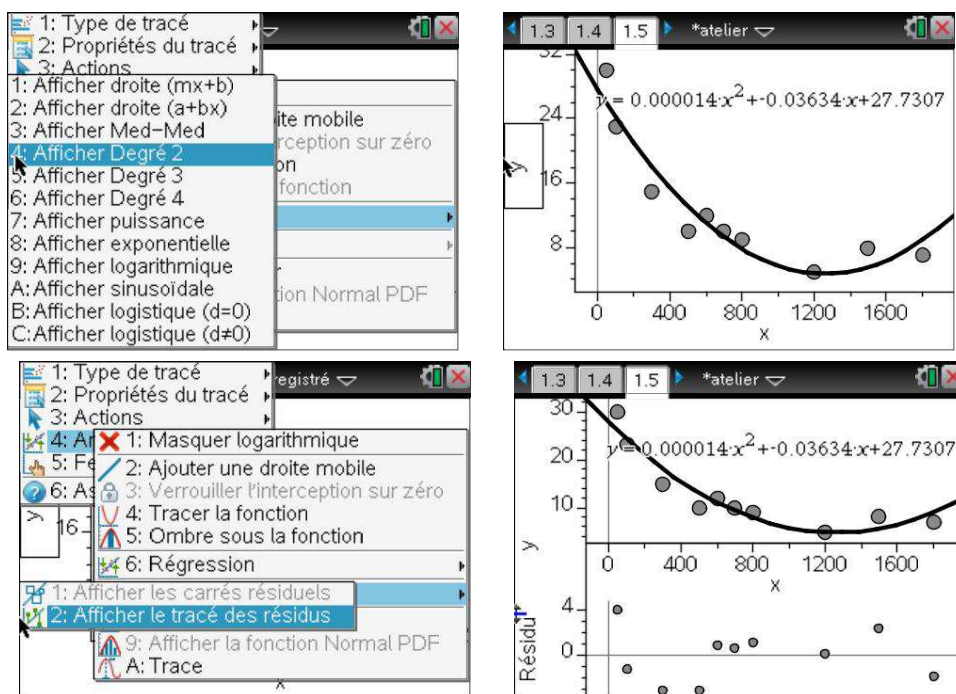 1: Type de tracé
2: Propriétés du tracé
3: Actions
1: Afficher droite (mx+b)
2: Afficher droite (a+bx)
3: Afficher Med-Med
4: Afficher Degré 2
5: Afficher Degré 3
6: Afficher Degré 4
7: Afficher puissance
8: Afficher exponentielle
9: Afficher logarithmique
A: Afficher sinusoïdale
B: Afficher logistique (d=0)
C: Afficher logistique (d≠0)
mobile
sur zéro
fonction
Normal PDF
1.3 1.4 1.5 *atelier
32
y = 0.000014·x²+-0.03634·x+27.7307
24
y
16
8
0 400 800 1200 1600
x
1: Type de tracé
2: Propriétés du tracé
3: Actions
4: Ar
5: Fe
6: As
1: Masquer logarithmique
2: Ajouter une droite mobile
3: Verrouiller l'interception sur zéro
4: Tracer la fonction
5: Ombre sous la fonction
6: Régression
y
16
1: Afficher les carrés résiduels
2: Afficher le tracé des résidus
9: Afficher la fonction Normal PDF
A: Trace
x
1.3 1.4 1.5 *atelier
30
y = 0.000014·x²+-0.03634·x+27.7307
20
10
y
0 400 800 1200 1600
x
4
Résidu
0